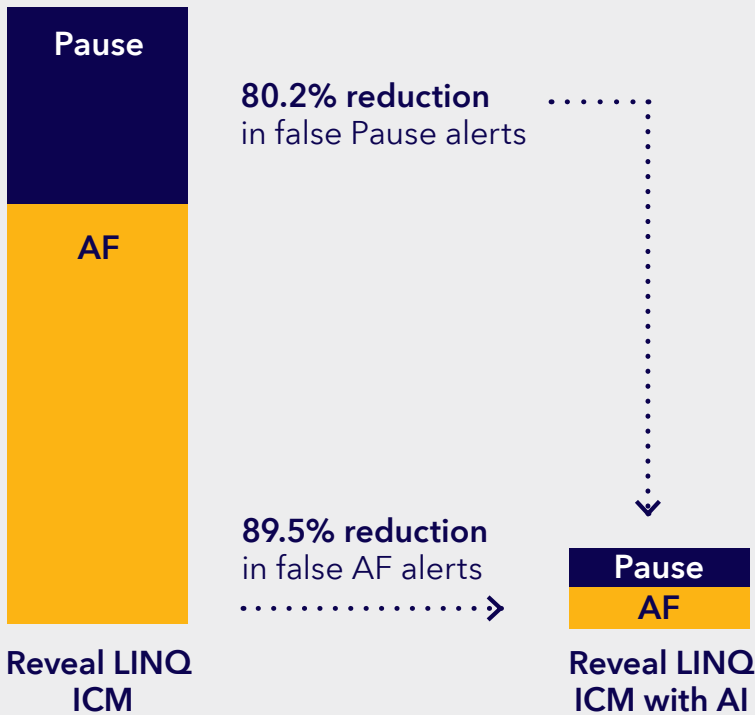 Pause
AF
80.2% reduction
in false Pause alerts
89.5% reduction
in false AF alerts
Pause
AF
Reveal LINQ
ICM
Reveal LINQ
ICM with AI